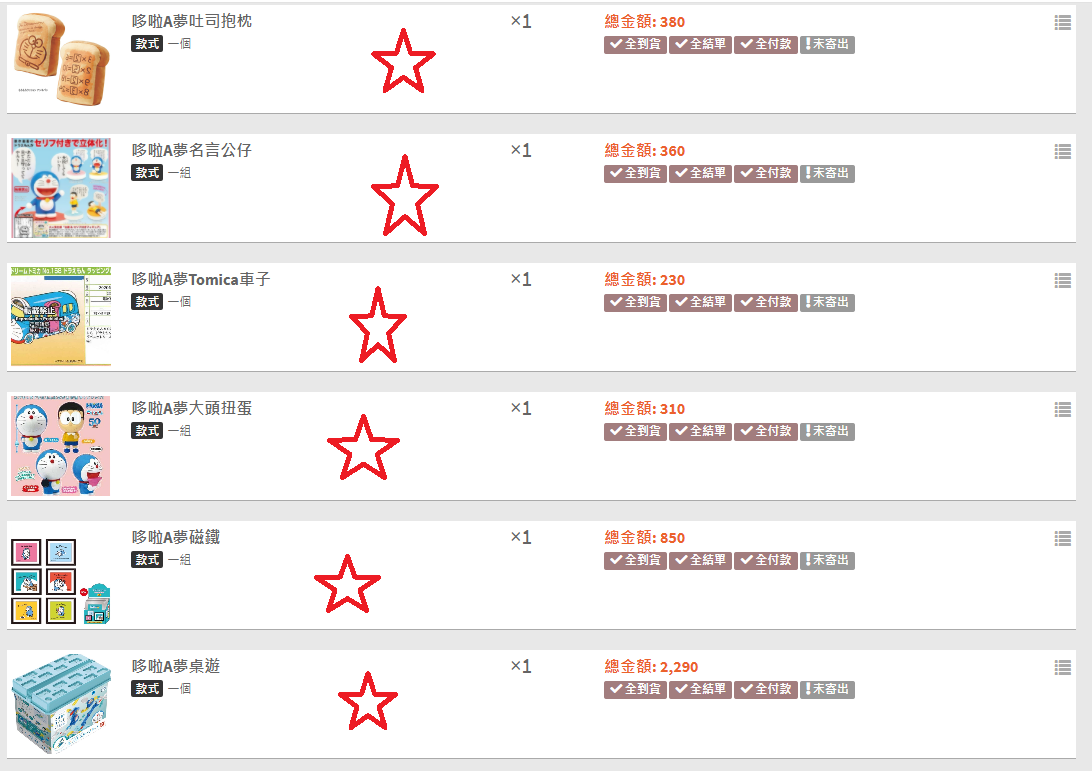 哆啦A夢吐司抱枕
×1
總金額: 380
款式 一個
全到貨 全結單 全付款 未寄出
セリフ付きで立体化!
哆啦A夢名言公仔
×1
總金額: 360
款式 一組
全到貨 全結單 全付款 未寄出
哆啦A夢Tomica車子
×1
總金額: 230
款式 一個
全到貨 全結單 全付款 未寄出
転載禁止
哆啦A夢大頭扭蛋
×1
總金額: 310
款式 一組
全到貨 全結單 全付款 未寄出
哆啦A夢磁鐵
×1
總金額: 850
款式 一組
全到貨 全結單 全付款 未寄出
哆啦A夢桌遊
×1
總金額: 2,290
款式 一個
全到貨 全結單 全付款 未寄出